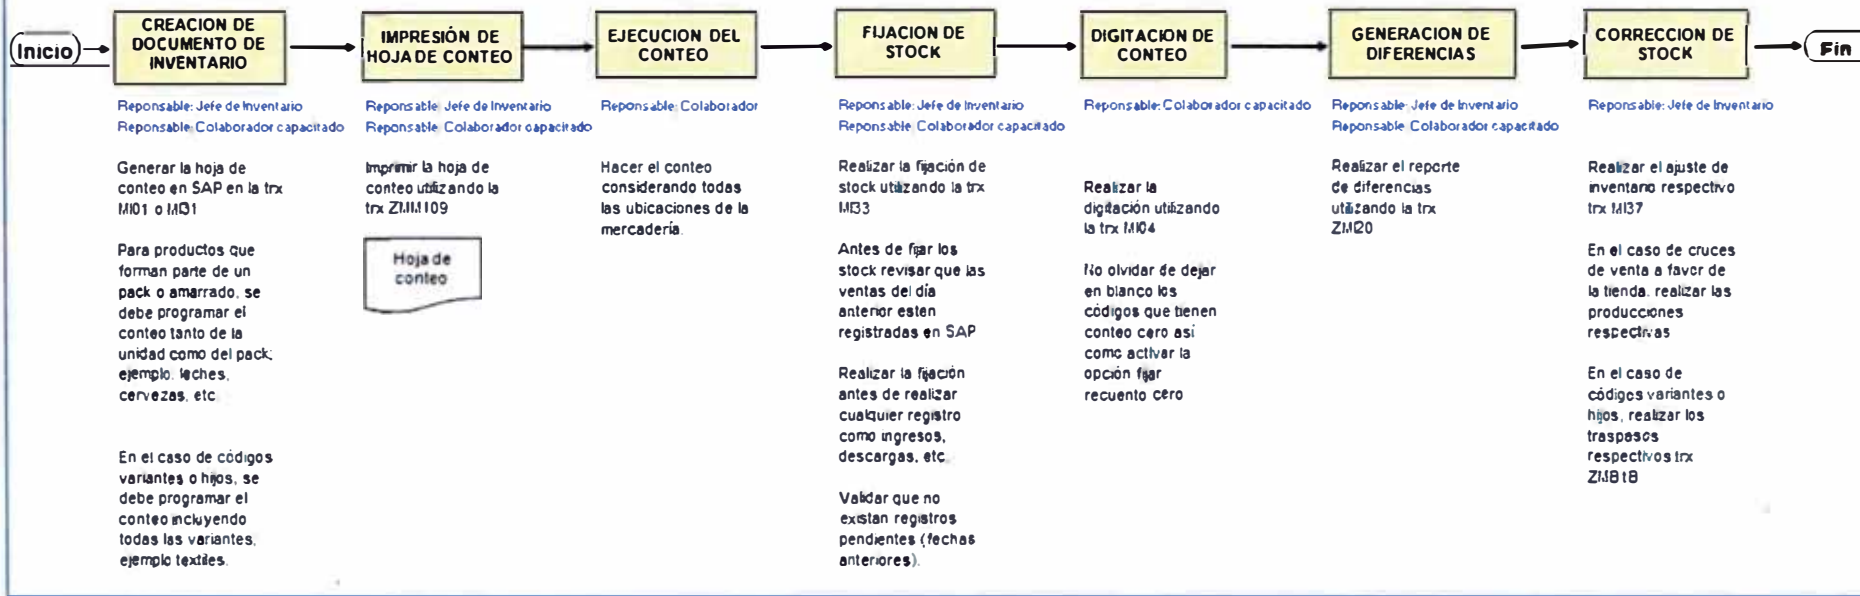 Inicio
CREACION DE
DOCUMENTO DE
INVENTARIO
Reponsable: Jefe de Inventario
Reponsable: Colaborador capacitado
Generar la hoja de
conteo en SAP en la trx
MI01 o MI31
Para productos que
forman parte de un
pack o amarrado, se
debe programar el
conteo tanto de la
unidad como del pack;
ejemplo: leches,
cervezas, etc
En el caso de códigos
variantes o hijos, se
debe programar el
conteo incluyendo
todas las variantes,
ejemplo textiles.
IMPRESIÓN DE
HOJA DE CONTEO
Reponsable: Jefe de Inventario
Reponsable: Colaborador capacitado
Imprimir la hoja de
conteo utilizando la
trx ZMM109
Hoja de
conteo
EJECUCION DEL
CONTEO
Reponsable: Colaborador
Hacer el conteo
considerando todas
las ubicaciones de la
mercadería.
FIJACION DE
STOCK
Reponsable: Jefe de Inventario
Reponsable: Colaborador capacitado
Realizar la fijación de
stock utilizando la trx
MI33
Antes de fijar los
stock revisar que las
ventas del día
anterior esten
registradas en SAP
Realizar la fijación
antes de realizar
cualquier registro
como ingresos,
descargas, etc
Validar que no
existan registros
pendientes (fechas
anteriores).
DIGITACION DE
CONTEO
Reponsable: Colaborador capacitado
Realizar la
digitación utilizando
la trx MI04
No olvidar de dejar
en blanco los
códigos que tienen
conteo cero así
como activar la
opción fijar
recuento cero
GENERACION DE
DIFERENCIAS
Reponsable: Jefe de Inventario
Reponsable: Colaborador capacitado
Realizar el reporte
de diferencias
utilizando la trx
ZMI20
CORRECCION DE
STOCK
Reponsable: Jefe de Inventario
Realizar el ajuste de
inventario respectivo
trx MI37
En el caso de cruces
de venta a favor de
la tienda, realizar las
producciones
respectivas
En el caso de
códigos variantes o
hijos, realizar los
traspasos
respectivos trx
ZMB1B
Fin